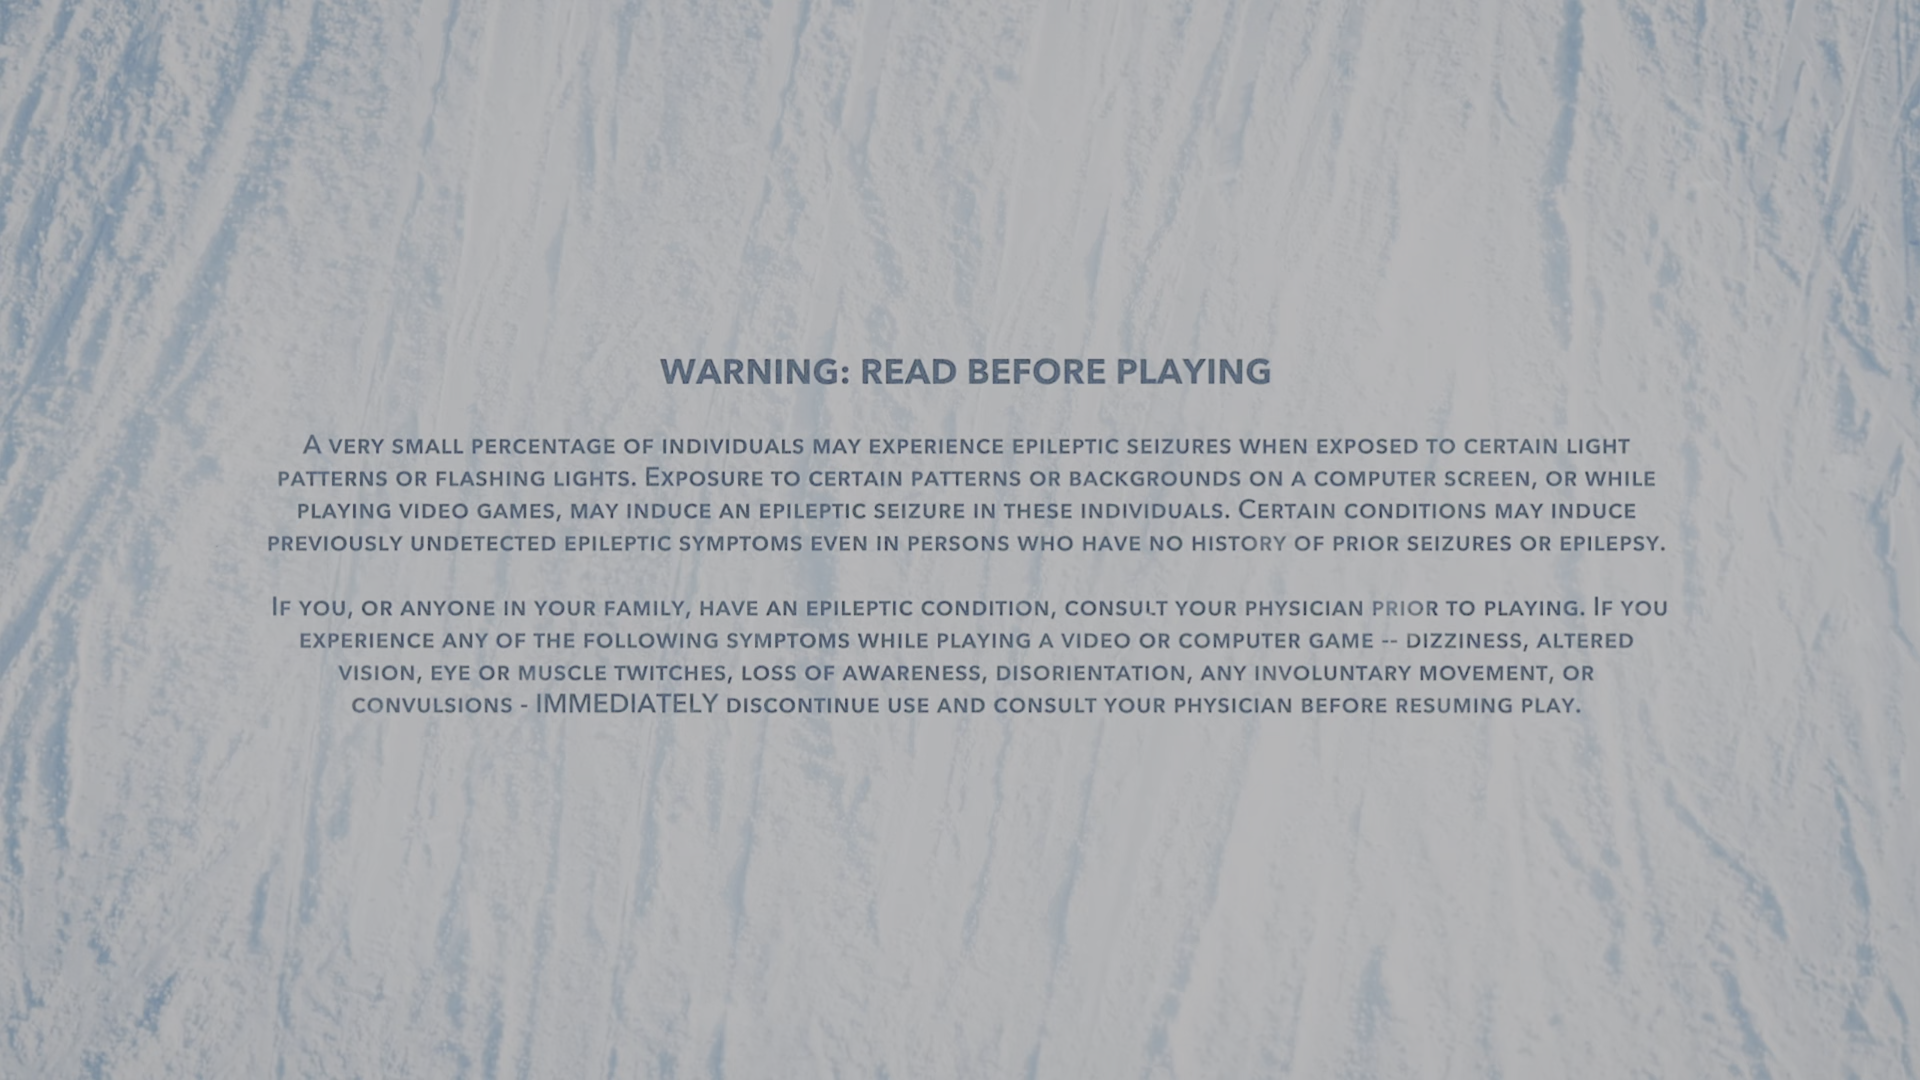 WARNING: READ BEFORE PLAYING
A VERY SMALL PERCENTAGE OF INDIVIDUALS MAY EXPERIENCE EPILEPTIC SEIZURES WHEN EXPOSED TO CERTAIN LIGHT
PATTERNS OR FLASHING LIGHTS. EXPOSURE TO CERTAIN PATTERNS OR BACKGROUNDS ON A COMPUTER SCREEN, OR WHILE
PLAYING VIDEO GAMES, MAY INDUCE AN EPILEPTIC SEIZURE IN THESE INDIVIDUALS. CERTAIN CONDITIONS MAY INDUCE
PREVIOUSLY UNDETECTED EPILEPTIC SYMPTOMS EVEN IN PERSONS WHO HAVE NO HISTORY OF PRIOR SEIZURES OR EPILEPSY.
IF YOU, OR ANYONE IN YOUR FAMILY, HAVE AN EPILEPTIC CONDITION, CONSULT YOUR PHYSICIAN PRIOR TO PLAYING. IF YOU
EXPERIENCE ANY OF THE FOLLOWING SYMPTOMS WHILE PLAYING A VIDEO OR COMPUTER GAME -- DIZZINESS, ALTERED
VISION, EYE OR MUSCLE TWITCHES, LOSS OF AWARENESS, DISORIENTATION, ANY INVOLUNTARY MOVEMENT, OR
CONVULSIONS - IMMEDIATELY DISCONTINUE USE AND CONSULT YOUR PHYSICIAN BEFORE RESUMING PLAY.